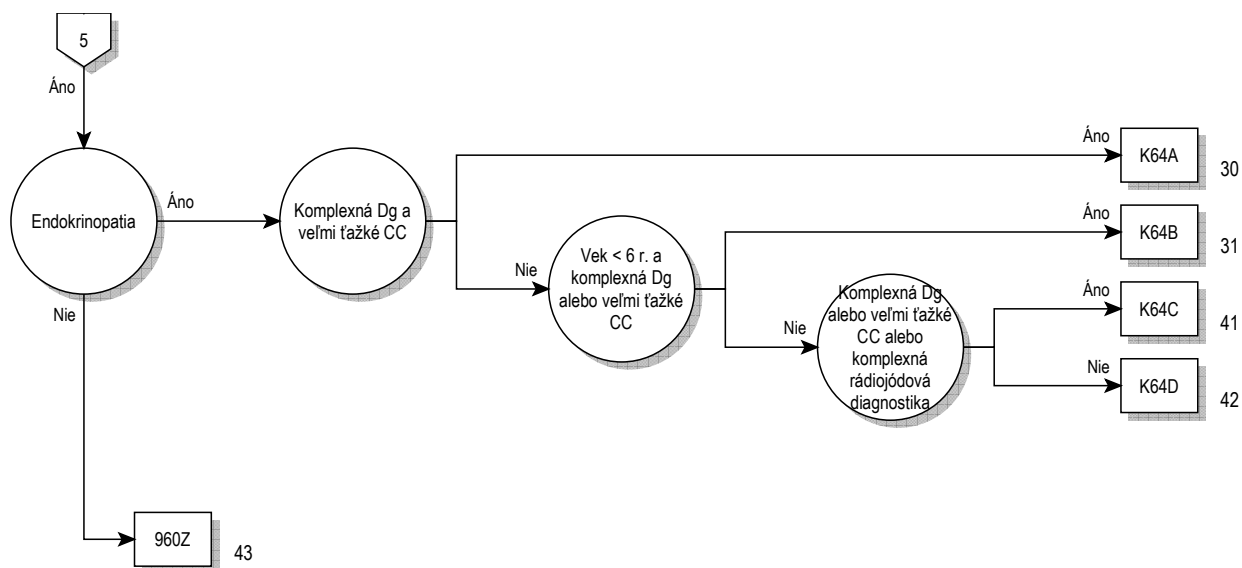 5
Áno
Endokrinopatia
Áno
Nie
Komplexná Dg a
veľmi ťažké CC
Nie
Vek < 6 r. a
komplexná Dg
alebo veľmi ťažké
CC
Nie
Komplexná Dg
alebo veľmi ťažké
CC alebo
komplexná
rádiojódová
diagnostika
Áno
K64A
30
Áno
K64B
31
Áno
K64C
41
Nie
K64D
42
960Z
43